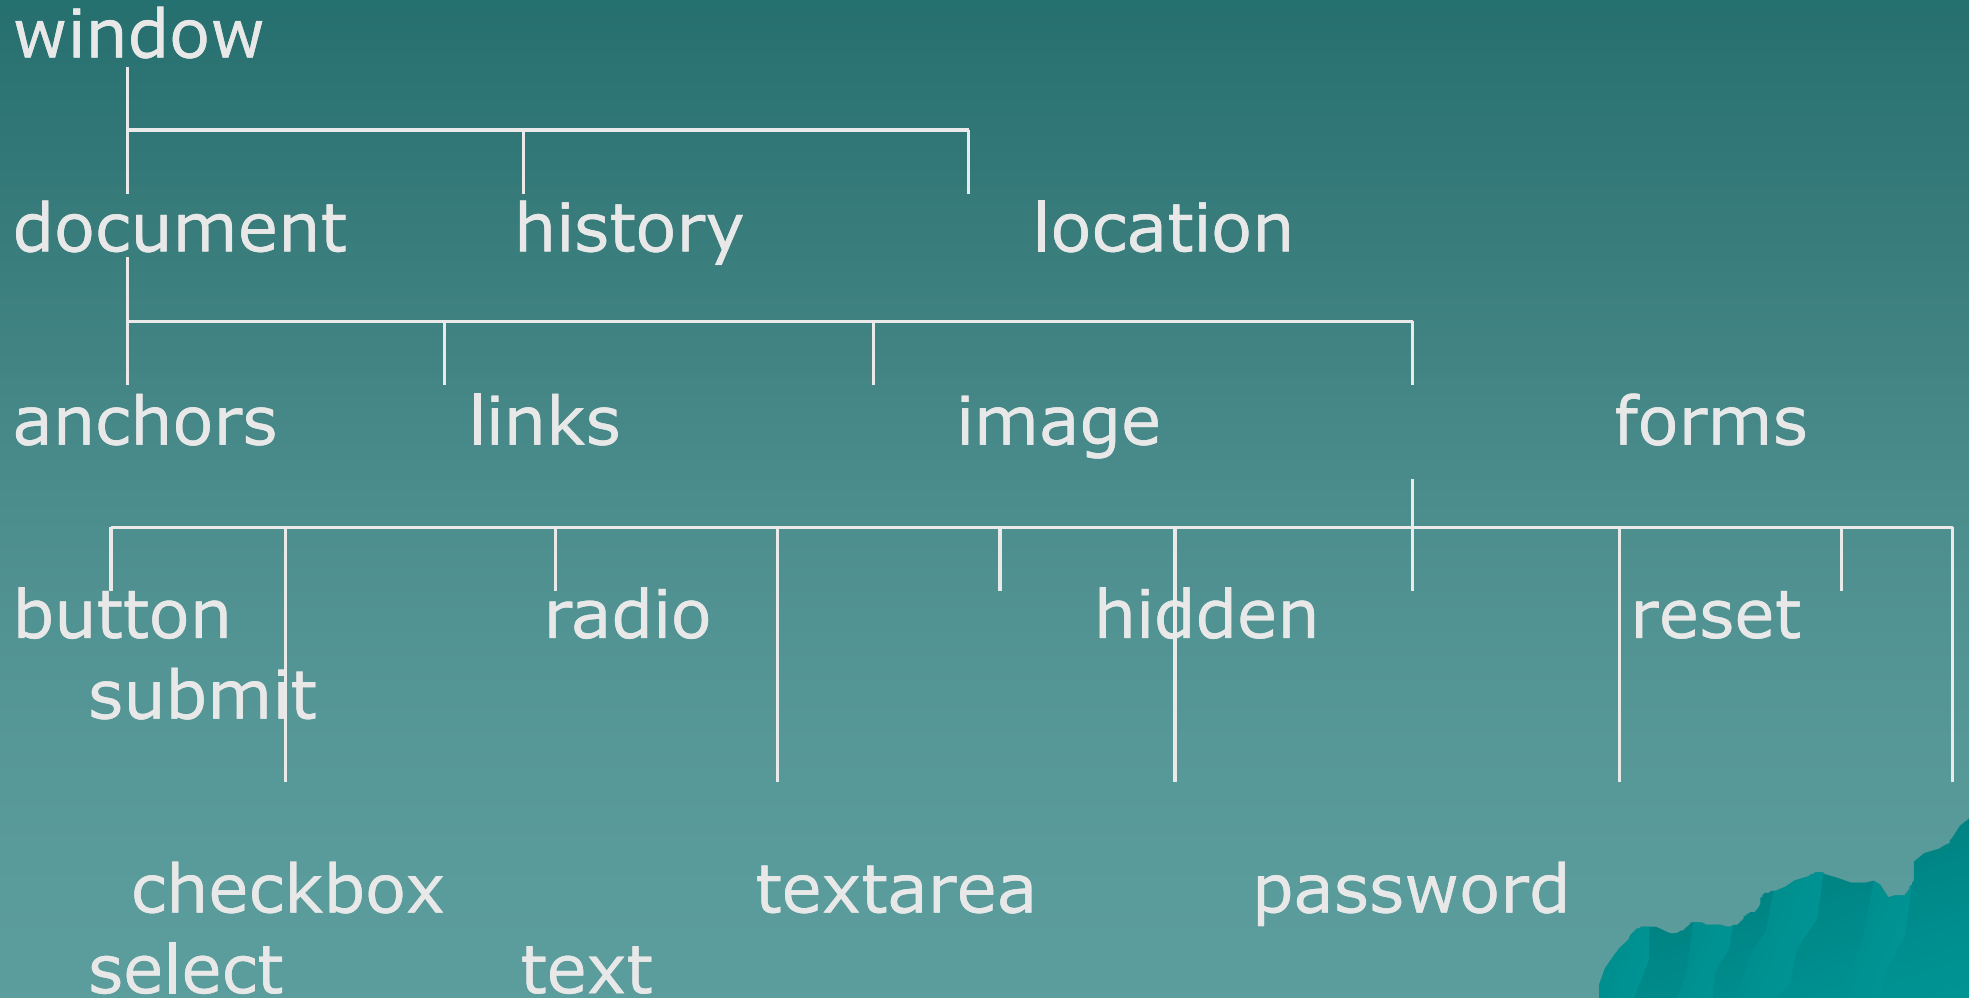 window
document history location
anchors links image forms
button radio hidden reset
submit
checkbox textarea password
select text